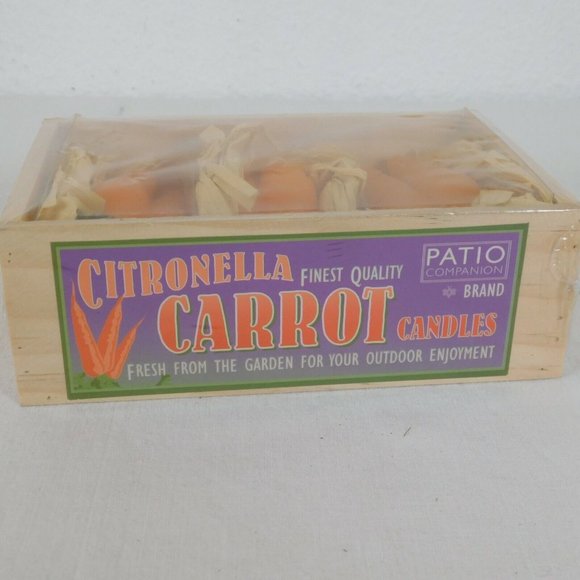 CITRONELLA FINEST QUALITY
CARROT CANDLES
FRESH FROM THE GARDEN FOR YOUR OUTDOOR ENJOYMENT
PATIO
COMPANION
BRAND